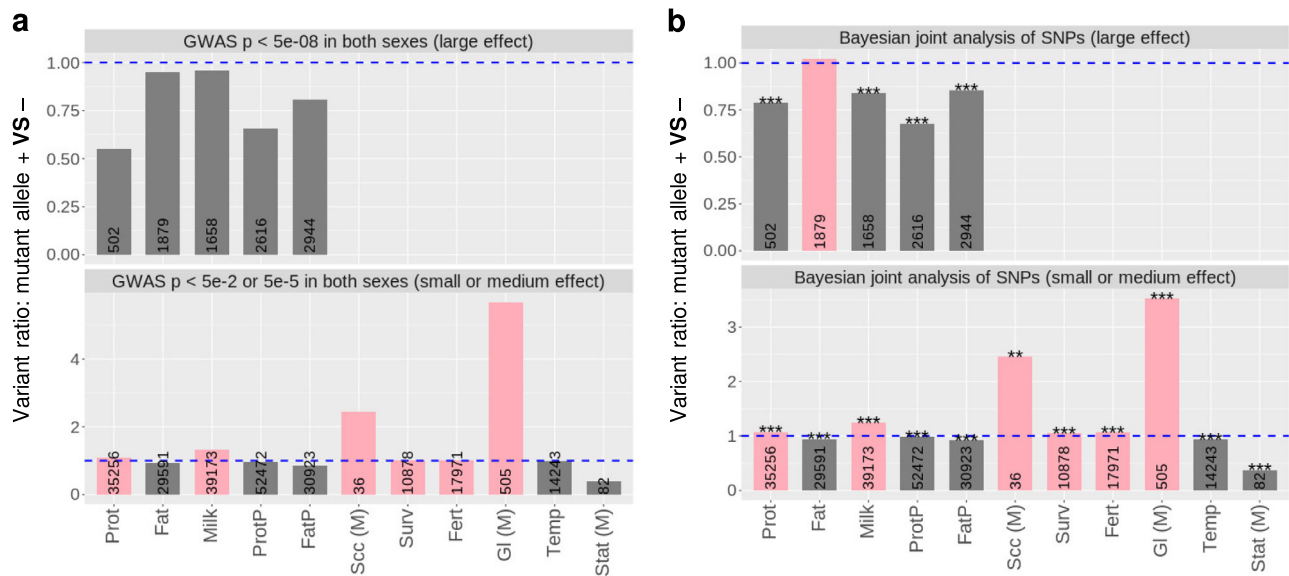 a
GWAS p < 5e-08 in both sexes (large effect)
Variant ratio: mutant allele + VS –
1.00
0.75
0.50
0.25
0.00
502
1879
1658
2616
2944
GWAS p < 5e-2 or 5e-5 in both sexes (small or medium effect)
4
2
1
0
35256
29591
39173
52472
30923
36
10878
17971
505
14243
82
Prot
Fat
Milk
ProtP
FatP
Scc (M)
Surv
Fert
Gl (M)
Temp
Stat (M)
b
Bayesian joint analysis of SNPs (large effect)
Variant ratio: mutant allele + VS –
1.00
0.75
0.50
0.25
0.00
***
***
***
***
502
1879
1658
2616
2944
Bayesian joint analysis of SNPs (small or medium effect)
3
2
1
0
***
***
***
***
***
**
***
***
***
***
***
35256
29591
39173
52472
30923
36
10878
17971
505
14243
82
Prot
Fat
Milk
ProtP
FatP
Scc (M)
Surv
Fert
Gl (M)
Temp
Stat (M)